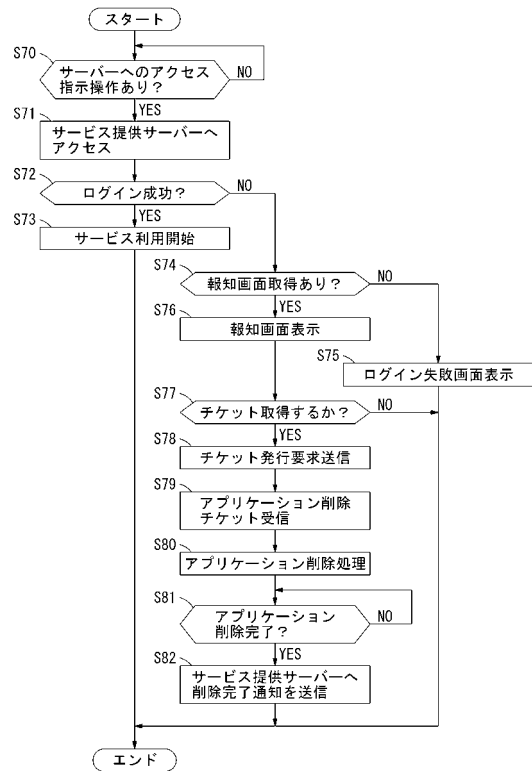 スタート
S70
サーバーへのアクセス
指示操作あり？
NO
YES
S71
サービス提供サーバーへ
アクセス
S72
ログイン成功？
NO
YES
S73
サービス利用開始
S74
報知画面取得あり？
NO
YES
S76
報知画面表示
S75
ログイン失敗画面表示
S77
チケット取得するか？
NO
YES
S78
チケット発行要求送信
S79
アプリケーション削除
チケット受信
S80
アプリケーション削除処理
S81
アプリケーション
削除完了？
NO
YES
S82
サービス提供サーバーへ
削除完了通知を送信
エンド